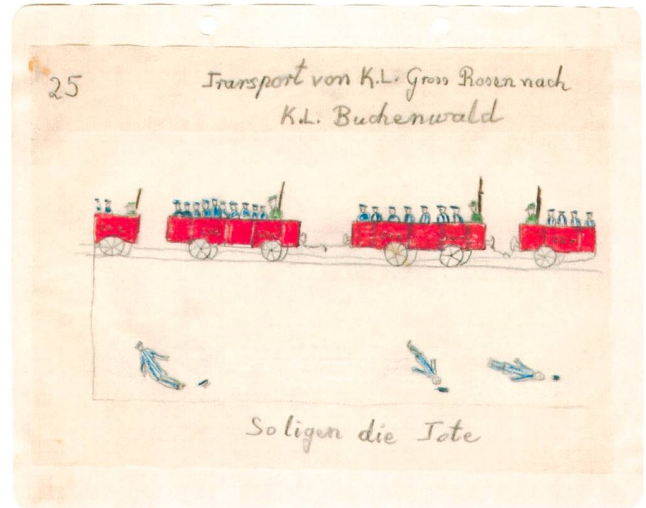 25
Transport von K.L. Gross Rosen nach
K.L. Buchenwald
So ligen die Tote